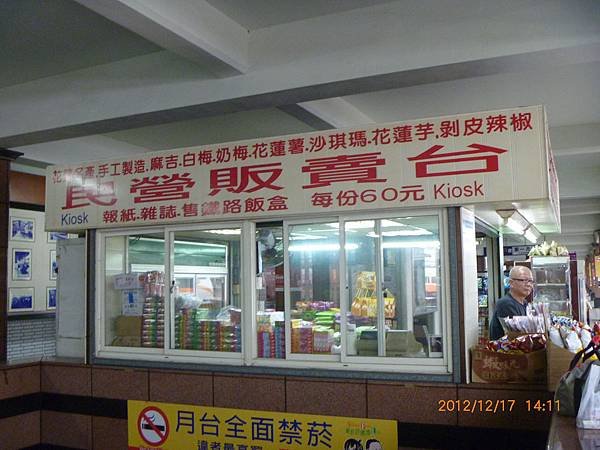 花蓮名產.手工製造.麻吉.白梅.奶梅.花蓮薯.沙琪瑪.花蓮芋.剝皮辣椒
民營販賣台
Kiosk 報紙.雜誌.售鐵路飯盒 每份60元 Kiosk
月台全面禁菸
2012/12/17 14:11